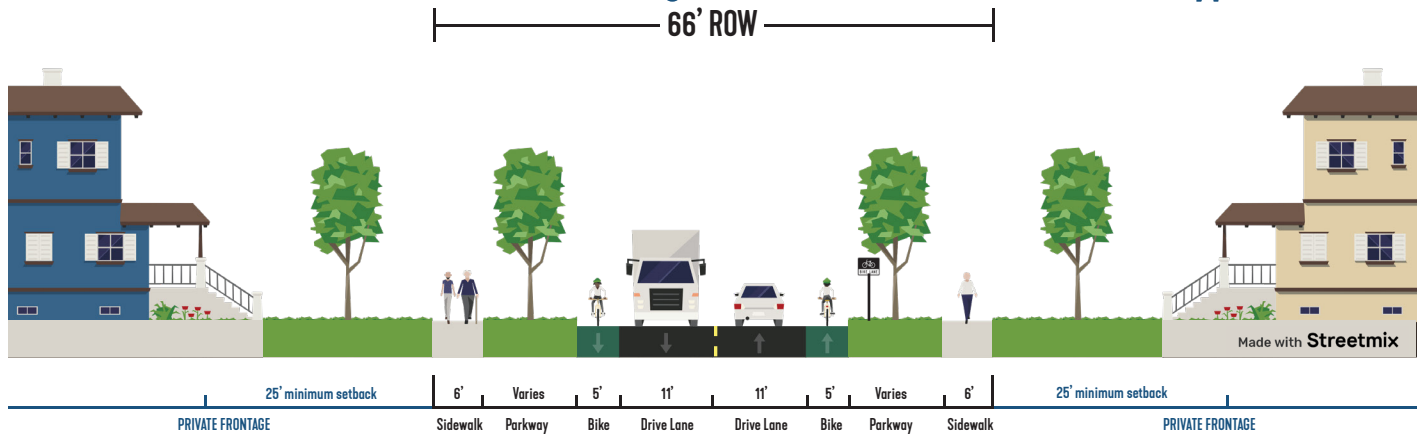 66' ROW
BIKE LANE
Made with Streetmix
25' minimum setback 6' Varies 5' 11' 11' 5' Varies 6' 25' minimum setback
PRIVATE FRONTAGE Sidewalk Parkway Bike Drive Lane Drive Lane Bike Parkway Sidewalk PRIVATE FRONTAGE